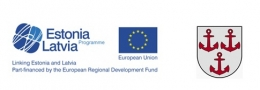 Estonia
Latvia Programme
European Union
Linking Estonia and Latvia
Part-financed by the European Regional Development Fund